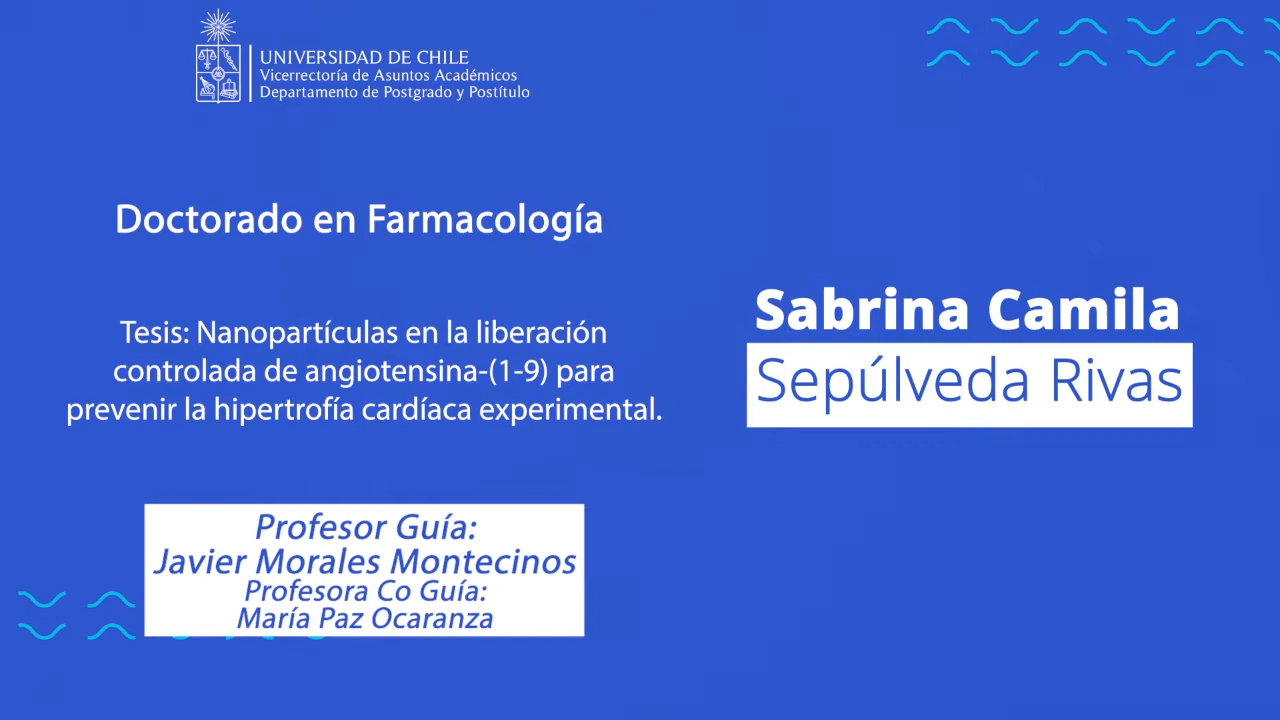 UNIVERSIDAD DE CHILE
Vicerrectoría de Asuntos Académicos
Departamento de Postgrado y Postítulo
Doctorado en Farmacología
Tesis: Nanopartículas en la liberación
controlada de angiotensina-(1-9) para
prevenir la hipertrofía cardíaca experimental.
Profesor Guía:
Javier Morales Montecinos
Profesora Co Guía:
María Paz Ocaranza
Sabrina Camila
Sepúlveda Rivas